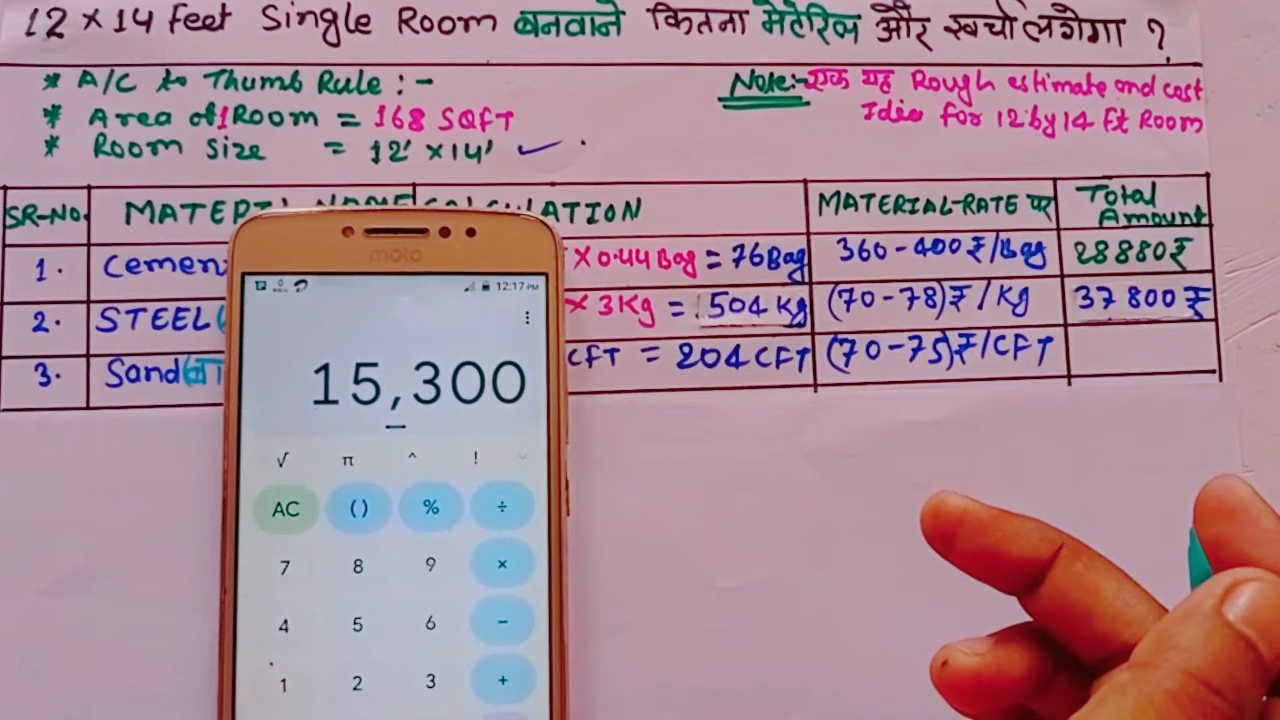 12 × 14 Feet Single Room बनवाने कितना मेटेरिल और खर्चा लगेगा ?
* A/C to Thumb Rule :-
* Area of 1 Room = 168 SQFT
* Room Size = 12' × 14'
Note:- एक यह Rough estimate and cost
Idea for 12 by 14 Ft Room
SR-NO. MATERIAL-RATE पर Total Amount
1. Cemen × 0.44 Bag = 76 Bag 360 - 400 ₹/Bag 28880 ₹
2. STEEL × 3 Kg = 504 Kg (70 - 78) ₹ / Kg 37800 ₹
3. Sand CFT = 204 CFT (70 - 75) ₹/CFT
moto
12:17 PM
15,300
√ π ^ !
AC () % ÷
7 8 9 ×
4 5 6 −
1 2 3 +